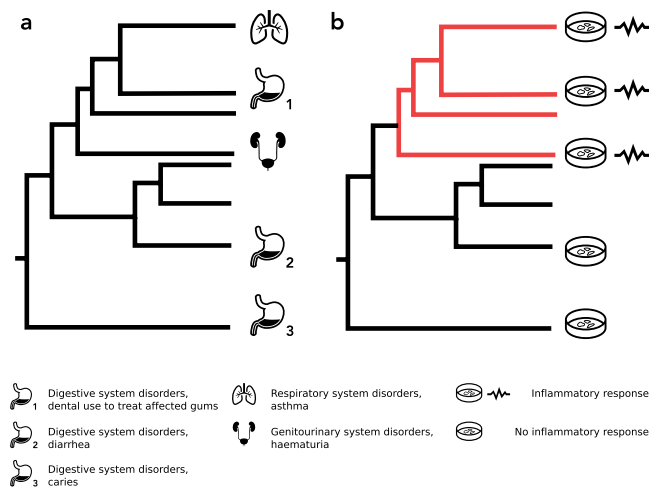 a
b
1
2
3
1
Digestive system disorders,
dental use to treat affected gums
2
Digestive system disorders,
diarrhea
3
Digestive system disorders,
caries
Respiratory system disorders,
asthma
Genitourinary system disorders,
haematuria
Inflammatory response
No inflammatory response